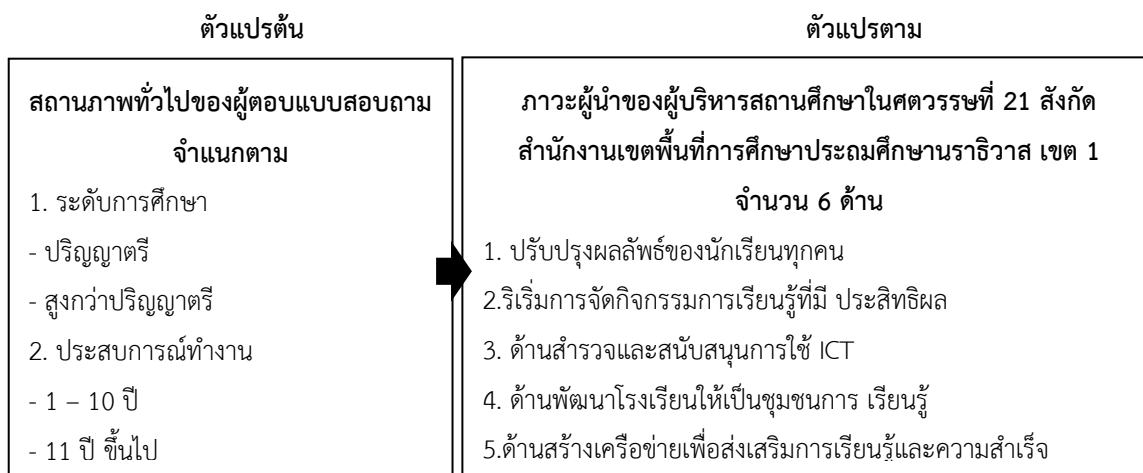 ตัวแปรต้น
ตัวแปรตาม
สถานภาพทั่วไปของผู้ตอบแบบสอบถาม
จำแนกตาม
1. ระดับการศึกษา
- ปริญญาตรี
- สูงกว่าปริญญาตรี
2. ประสบการณ์ทำงาน
- 1 – 10 ปี
- 11 ปี ขึ้นไป
ภาวะผู้นำของผู้บริหารสถานศึกษาในศตวรรษที่ 21 สังกัด
สำนักงานเขตพื้นที่การศึกษาประถมศึกษานราธิวาส เขต 1
จำนวน 6 ด้าน
1. ปรับปรุงผลลัพธ์ของนักเรียนทุกคน
2.ริเริ่มการจัดกิจกรรมการเรียนรู้ที่มี ประสิทธิผล
3. ด้านสำรวจและสนับสนุนการใช้ ICT
4. ด้านพัฒนาโรงเรียนให้เป็นชุมชนการ เรียนรู้
5.ด้านสร้างเครือข่ายเพื่อส่งเสริมการเรียนรู้และความสำเร็จ